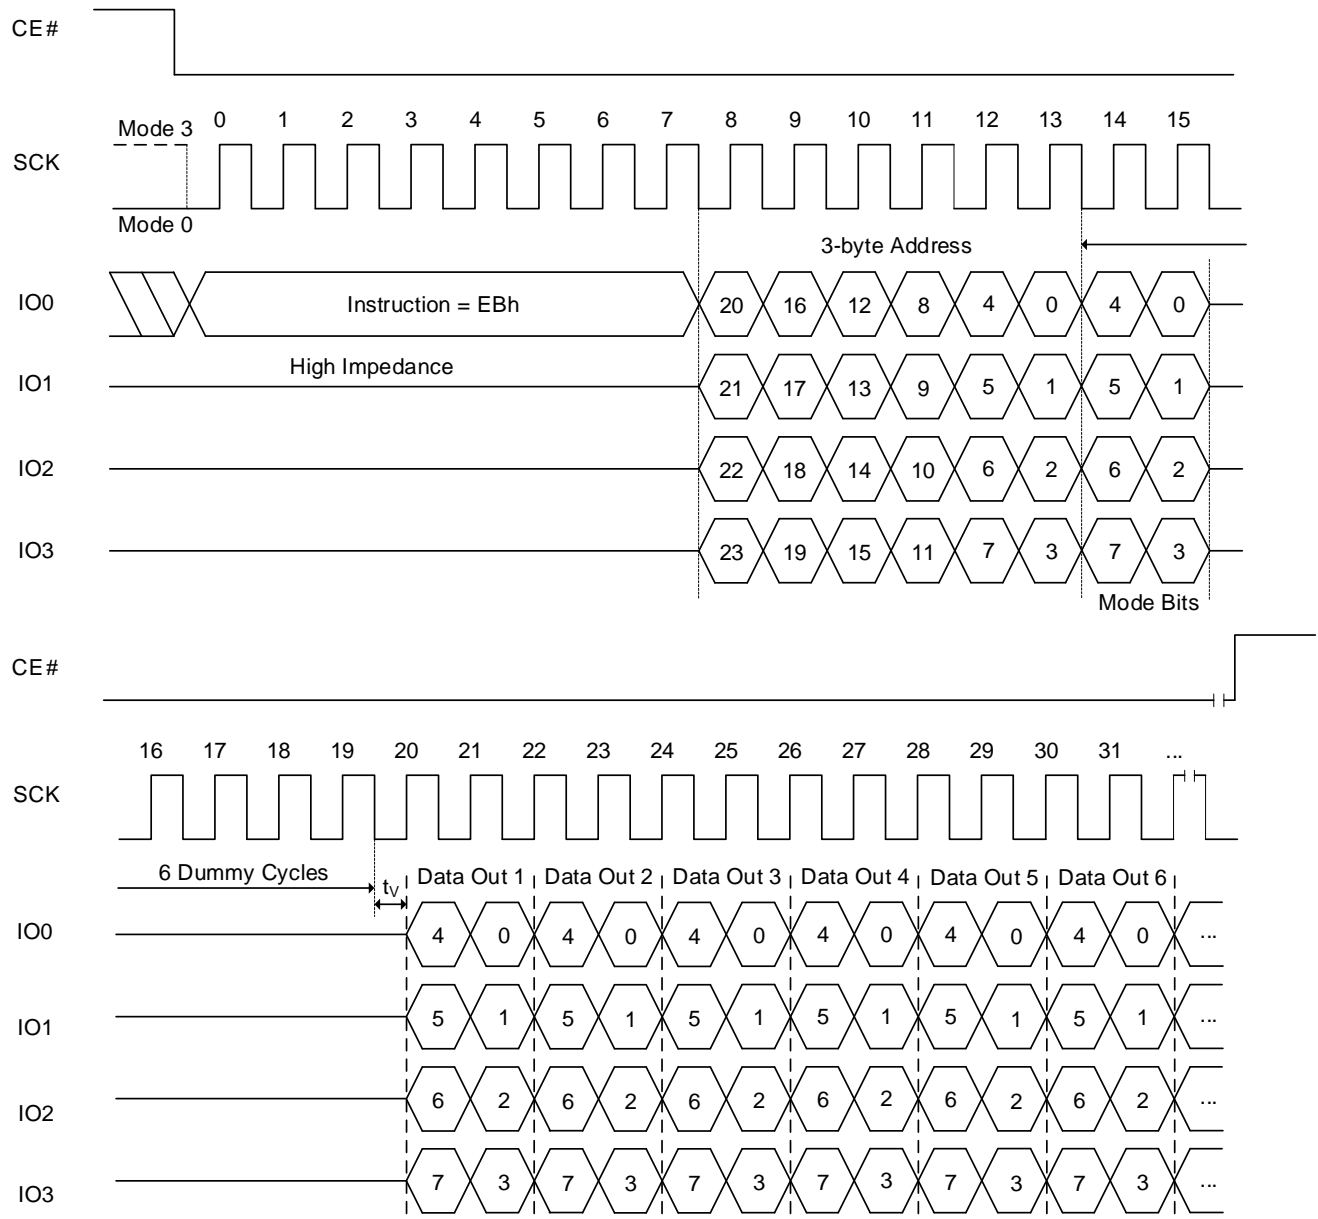 CE#
Mode 3 0 1 2 3 4 5 6 7 8 9 10 11 12 13 14 15
SCK
Mode 0
3-byte Address
IO0 Instruction = EBh 20 16 12 8 4 0 4 0
High Impedance
IO1 21 17 13 9 5 1 5 1
IO2 22 18 14 10 6 2 6 2
IO3 23 19 15 11 7 3 7 3
Mode Bits
CE#
16 17 18 19 20 21 22 23 24 25 26 27 28 29 30 31 ...
SCK
6 Dummy Cycles tV Data Out 1 Data Out 2 Data Out 3 Data Out 4 Data Out 5 Data Out 6
IO0 4 0 4 0 4 0 4 0 4 0 4 0 ...
IO1 5 1 5 1 5 1 5 1 5 1 5 1 ...
IO2 6 2 6 2 6 2 6 2 6 2 6 2 ...
IO3 7 3 7 3 7 3 7 3 7 3 7 3 ...